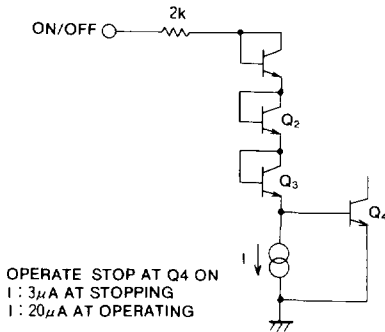 2k
ON/OFF
Q2
Q3
Q4
I
OPERATE STOP AT Q4 ON
I : 3μA AT STOPPING
I : 20μA AT OPERATING